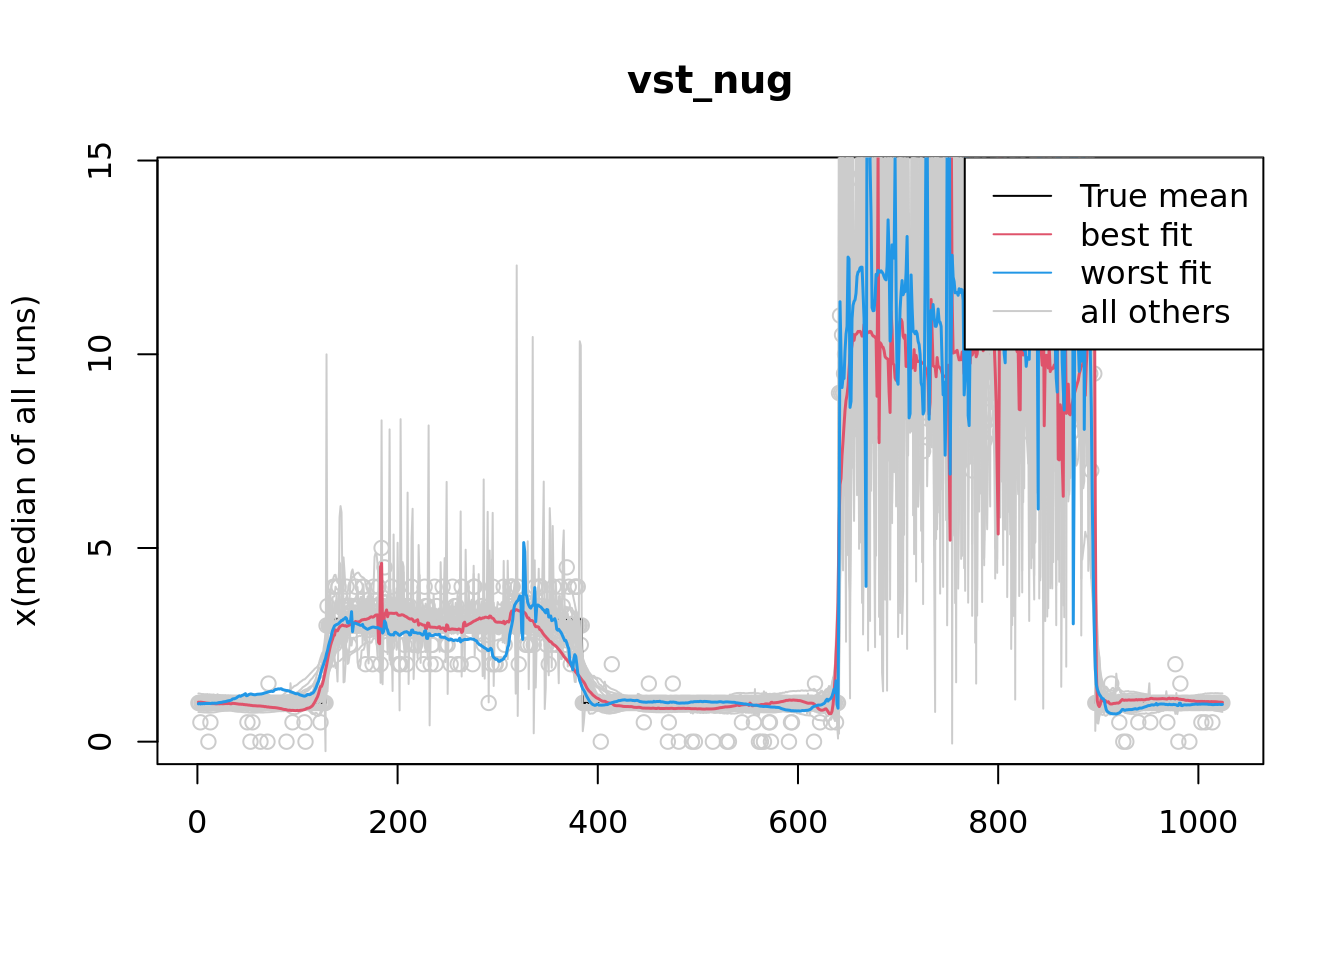 vst_nug
x(median of all runs)
15
10
5
0
True mean
best fit
worst fit
all others
0 200 400 600 800 1000